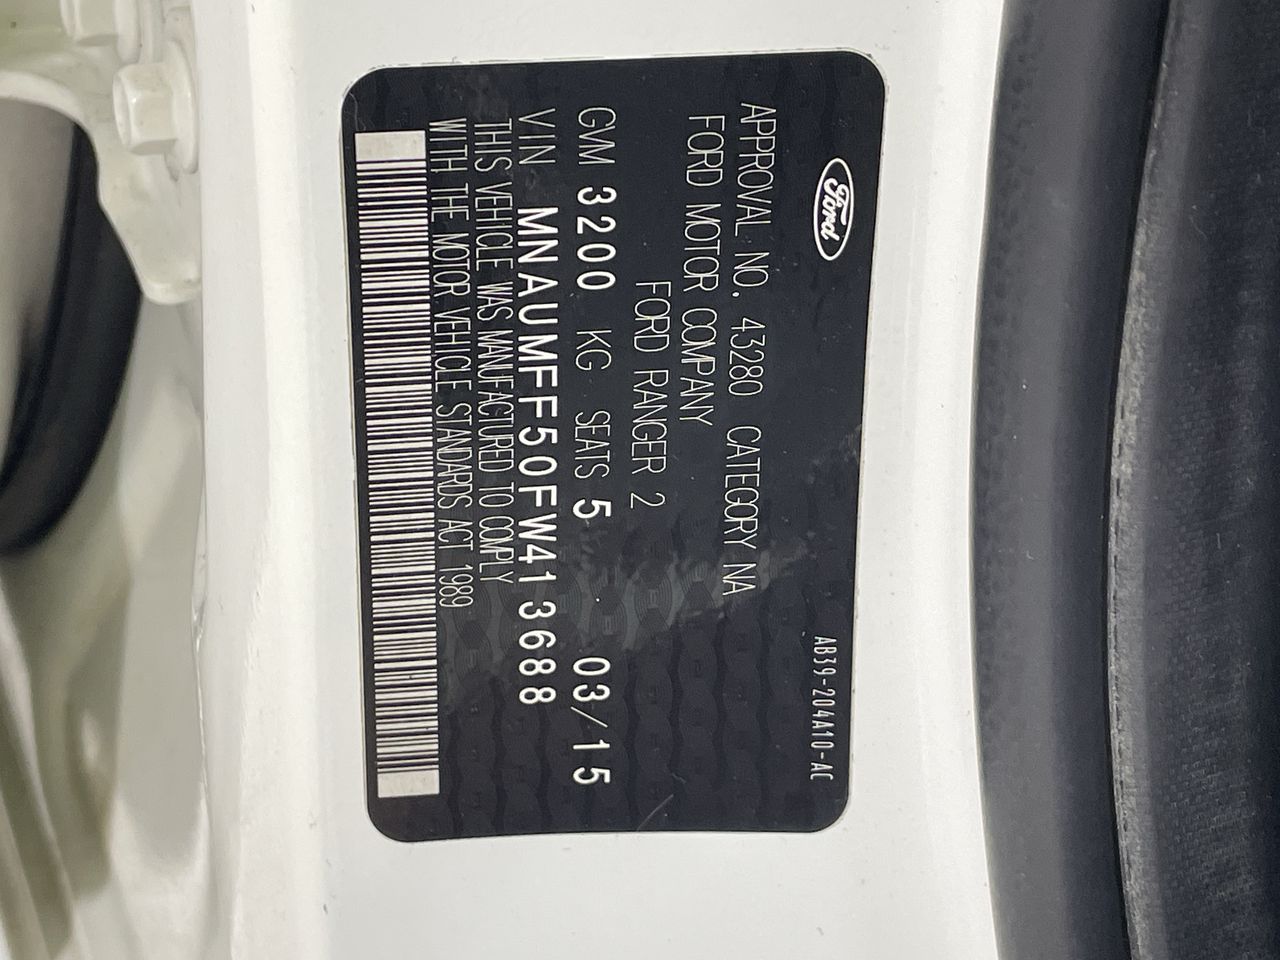 Ford
AB39-204A10-AC
APPROVAL NO. 43280 CATEGORY NA
FORD MOTOR COMPANY
FORD RANGER 2
GVM 3200 KG SEATS 5 03/15
VIN MNAUMFF50FW413688
THIS VEHICLE WAS MANUFACTURED TO COMPLY
WITH THE MOTOR VEHICLE STANDARDS ACT 1989